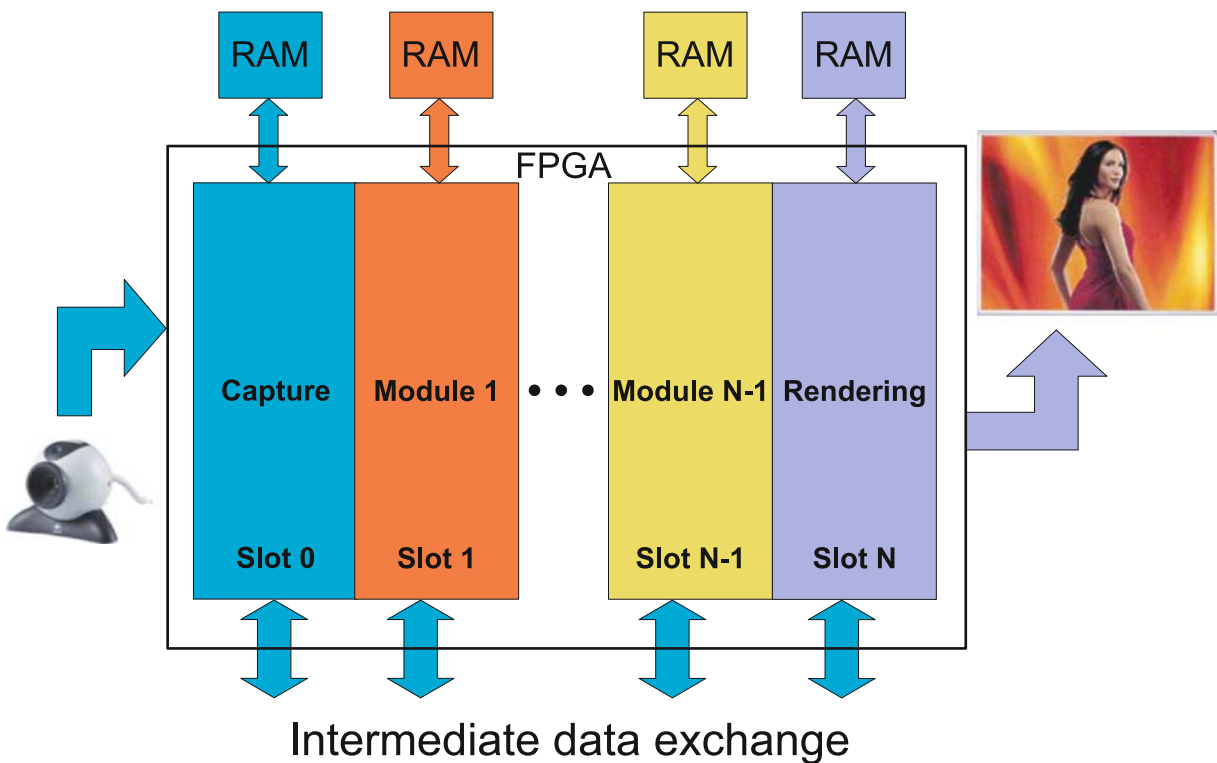 RAM RAM RAM RAM
FPGA
Capture Module 1 Module N-1 Rendering
Slot 0 Slot 1 Slot N-1 Slot N
Intermediate data exchange